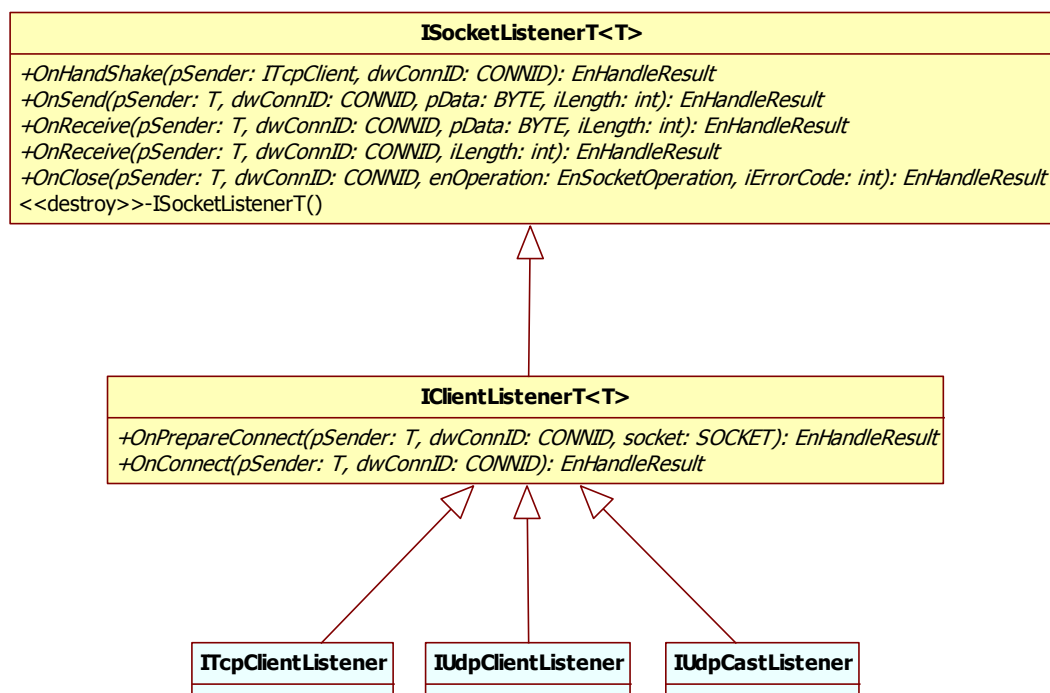 ISocketListenerT<T>
+OnHandShake(pSender: ITcpClient, dwConnID: CONNID): EnHandleResult
+OnSend(pSender: T, dwConnID: CONNID, pData: BYTE, iLength: int): EnHandleResult
+OnReceive(pSender: T, dwConnID: CONNID, pData: BYTE, iLength: int): EnHandleResult
+OnReceive(pSender: T, dwConnID: CONNID, iLength: int): EnHandleResult
+OnClose(pSender: T, dwConnID: CONNID, enOperation: EnSocketOperation, iErrorCode: int): EnHandleResult
<<destroy>>-ISocketListenerT()
IClientListenerT<T>
+OnPrepareConnect(pSender: T, dwConnID: CONNID, socket: SOCKET): EnHandleResult
+OnConnect(pSender: T, dwConnID: CONNID): EnHandleResult
ITcpClientListener
IUdpClientListener
IUdpCastListener